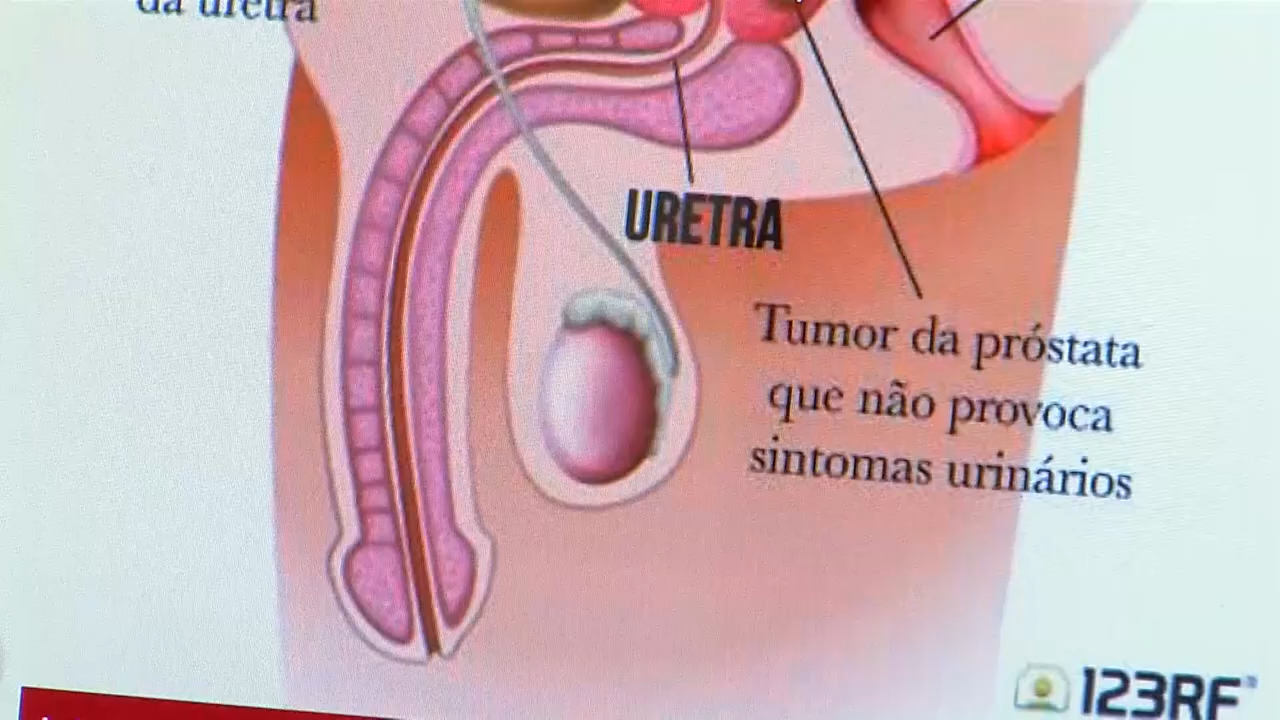 da uretra
URETRA
Tumor da próstata
que não provoca
sintomas urinários
123RF